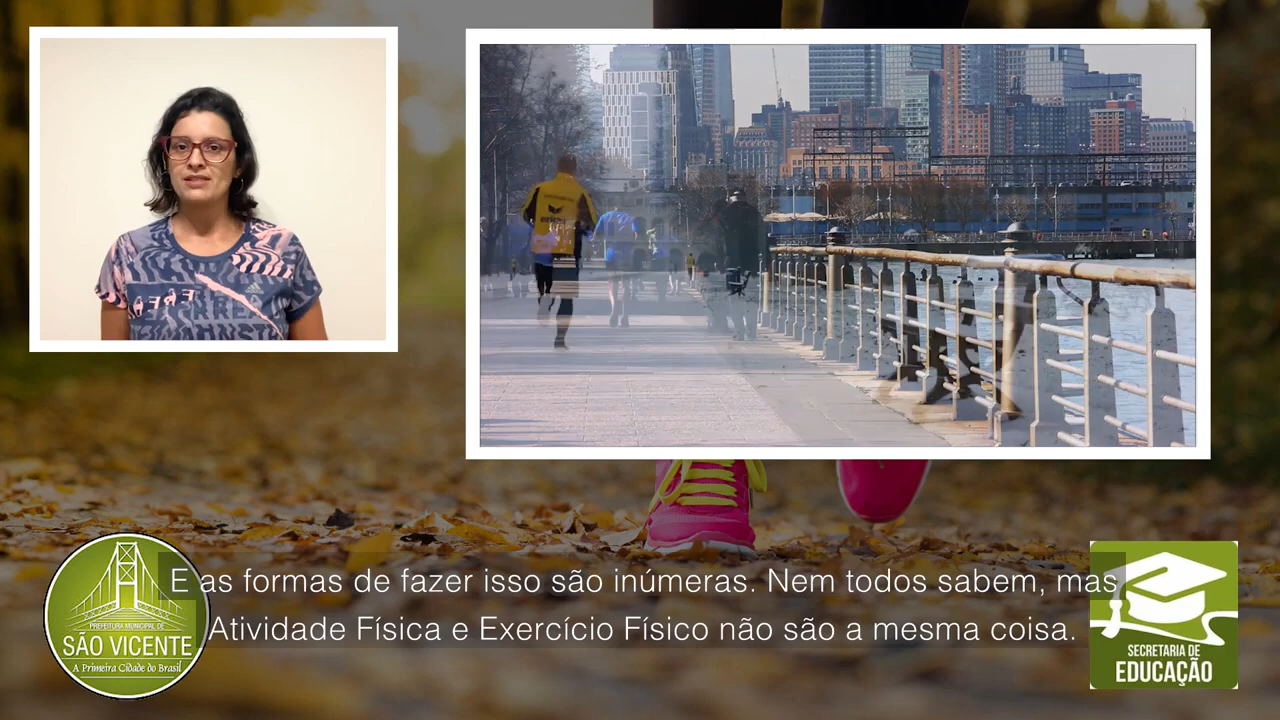 E as formas de fazer isso são inúmeras. Nem todos sabem, mas
Atividade Física e Exercício Físico não são a mesma coisa.
PREFEITURA MUNICIPAL DE
SÃO VICENTE
A Primeira Cidade do Brasil
SECRETARIA DE
EDUCAÇÃO